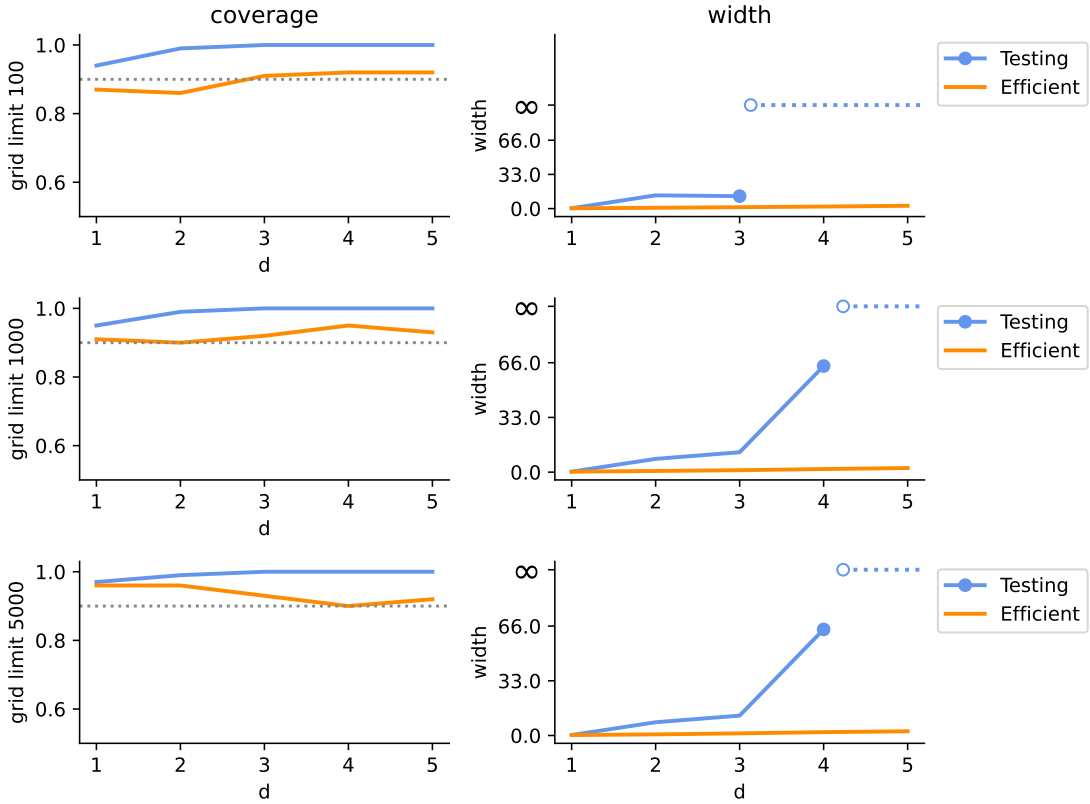 coverage
width
grid limit 100
1.0
0.8
0.6
1 2 3 4 5
d
width
∞
66.0
33.0
0.0
1 2 3 4 5
Testing
Efficient
grid limit 1000
1.0
0.8
0.6
1 2 3 4 5
d
width
∞
66.0
33.0
0.0
1 2 3 4 5
Testing
Efficient
grid limit 5000
1.0
0.8
0.6
1 2 3 4 5
d
width
∞
66.0
33.0
0.0
1 2 3 4 5
d
Testing
Efficient